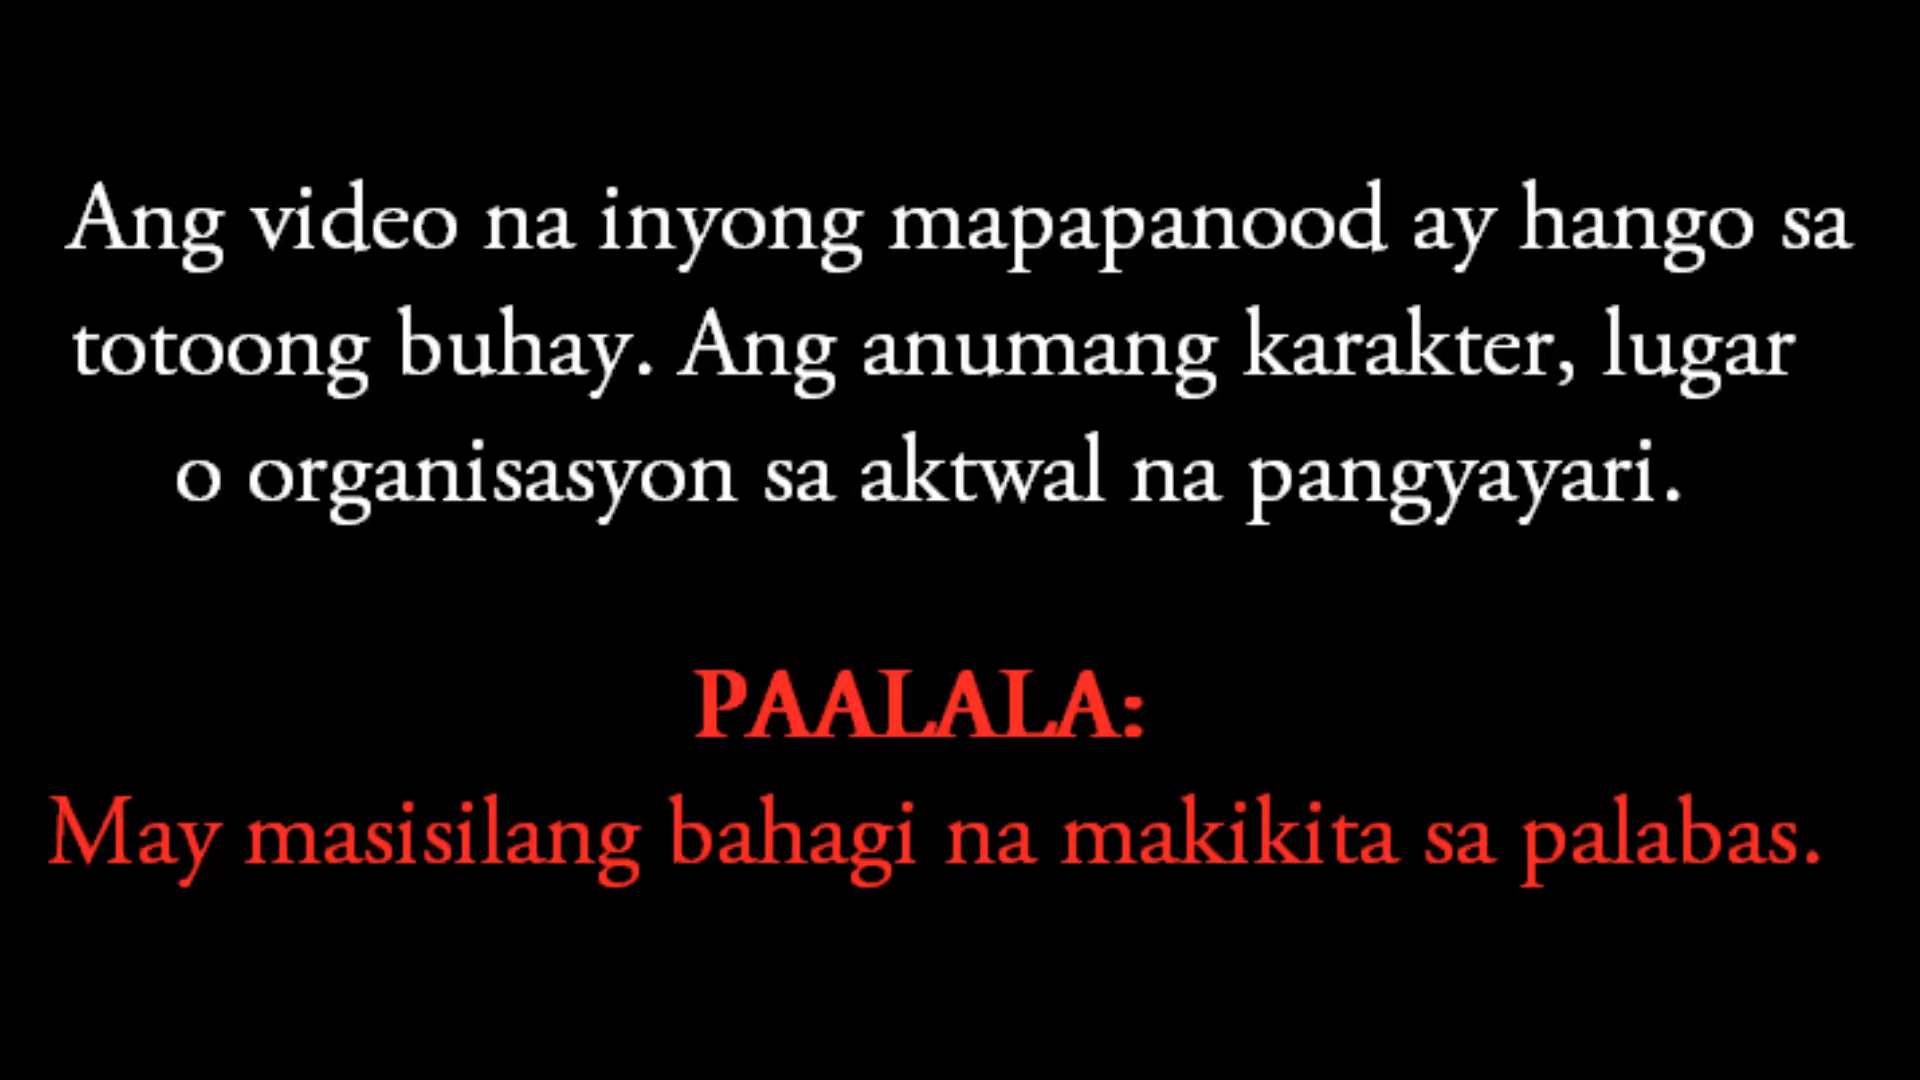 Ang video na inyong mapapanood ay hango sa
totoong buhay. Ang anumang karakter, lugar
o organisasyon sa aktwal na pangyayari.
PAALALA:
May masisilang bahagi na makikita sa palabas.